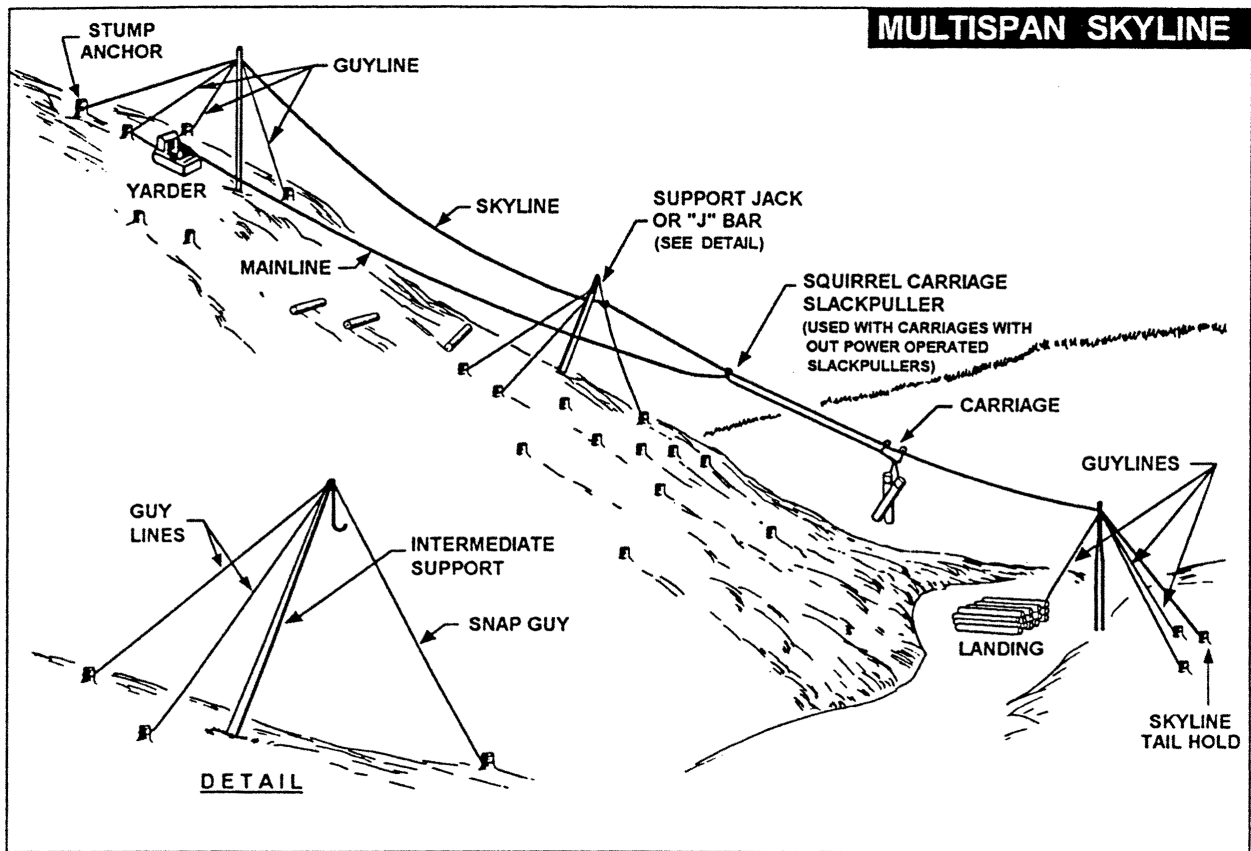 MULTISPAN SKYLINE
STUMP
ANCHOR
GUYLINE
YARDER
SKYLINE
MAINLINE
SUPPORT JACK
OR "J" BAR
(SEE DETAIL)
SQUIRREL CARRIAGE
SLACKPULLER
(USED WITH CARRIAGES WITH
OUT POWER OPERATED
SLACKPULLERS)
CARRIAGE
GUYLINES
GUY
LINES
INTERMEDIATE
SUPPORT
SNAP GUY
LANDING
SKYLINE
TAIL HOLD
DETAIL